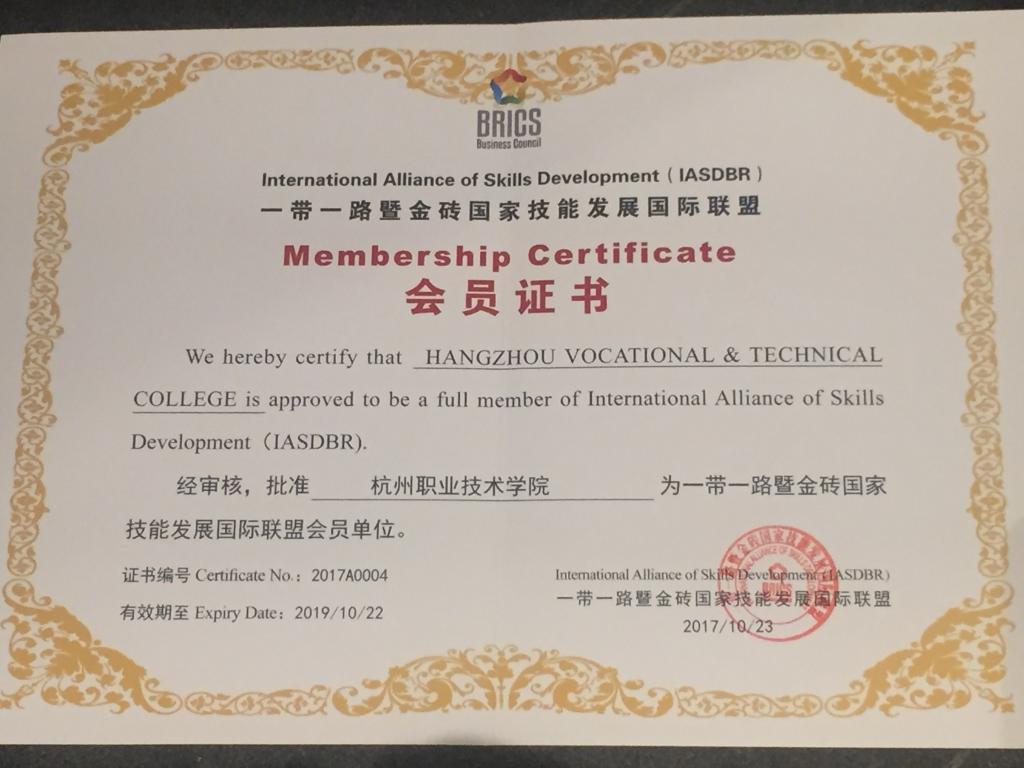 BRICS
Business Council
International Alliance of Skills Development（IASDBR）
一带一路暨金砖国家技能发展国际联盟
Membership Certificate
会员证书
We hereby certify that HANGZHOU VOCATIONAL & TECHNICAL
COLLEGE is approved to be a full member of International Alliance of Skills
Development（IASDBR).
经审核，批准 杭州职业技术学院 为一带一路暨金砖国家
技能发展国际联盟会员单位。
证书编号 Certificate No.：2017A0004
有效期至 Expiry Date：2019/10/22
International Alliance of Skills Development (IASDBR)
一带一路暨金砖国家技能发展国际联盟
2017/10/23
BRICS